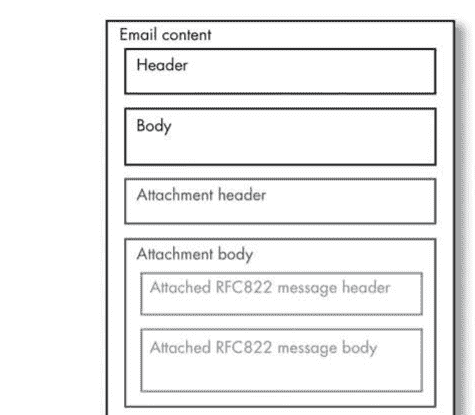 Email content
Header
Body
Attachment header
Attachment body
Attached RFC822 message header
Attached RFC822 message body